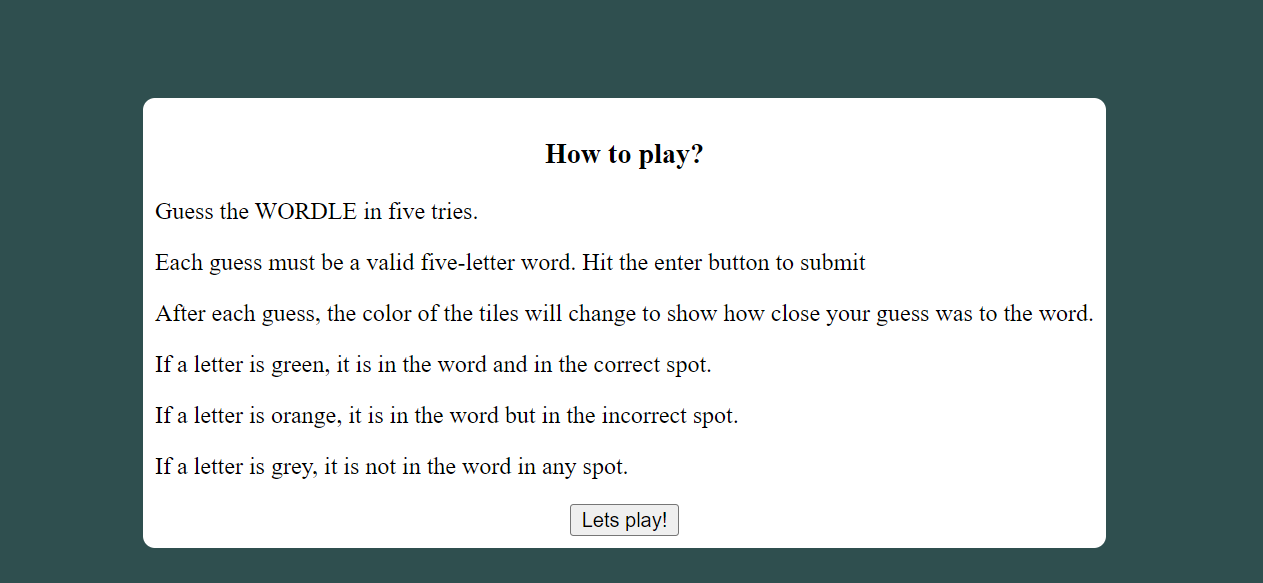 How to play?
Guess the WORDLE in five tries.
Each guess must be a valid five-letter word. Hit the enter button to submit
After each guess, the color of the tiles will change to show how close your guess was to the word.
If a letter is green, it is in the word and in the correct spot.
If a letter is orange, it is in the word but in the incorrect spot.
If a letter is grey, it is not in the word in any spot.
Lets play!